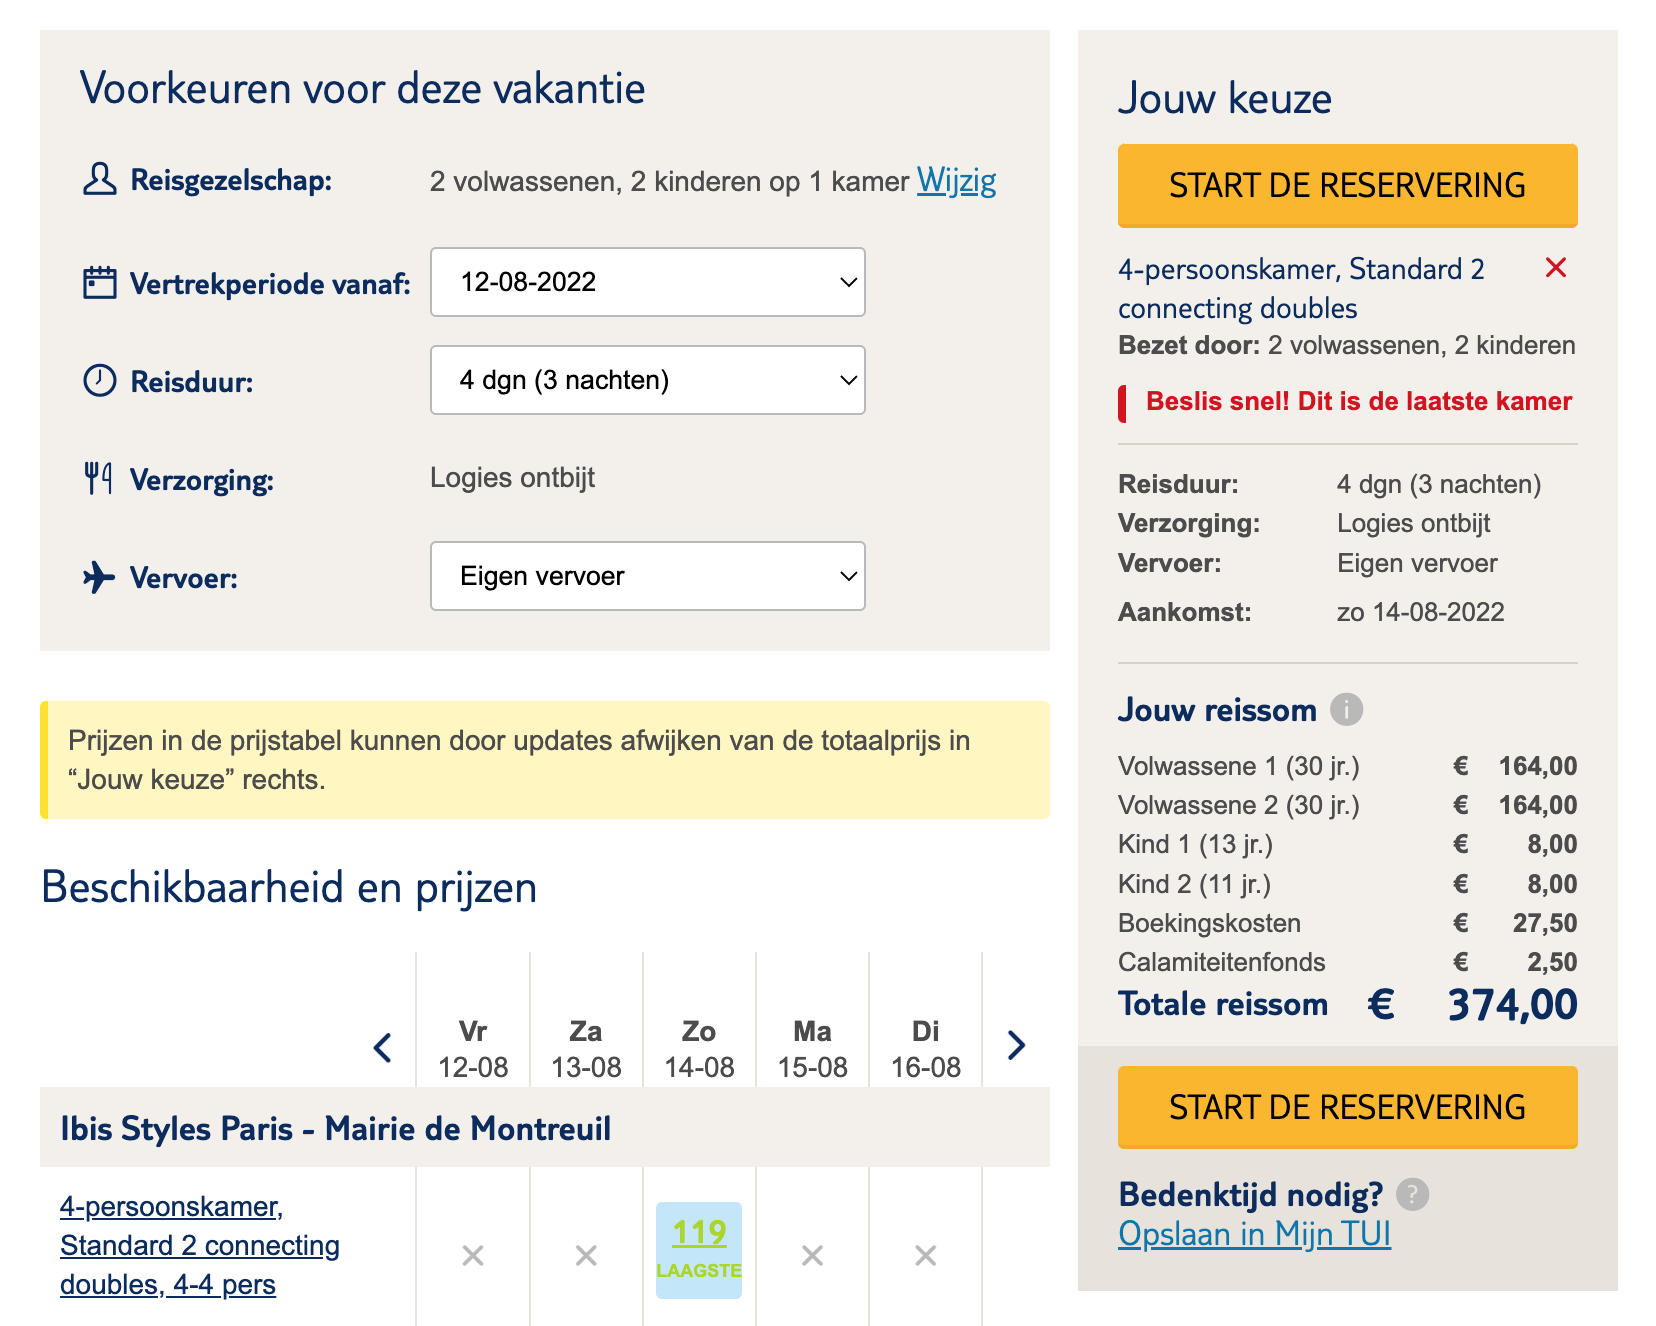 Voorkeuren voor deze vakantie
Reisgezelschap: 2 volwassenen, 2 kinderen op 1 kamer Wijzig
Vertrekperiode vanaf: 12-08-2022
Reisduur: 4 dgn (3 nachten)
Verzorging: Logies ontbijt
Vervoer: Eigen vervoer
Prijzen in de prijstabel kunnen door updates afwijken van de totaalprijs in
“Jouw keuze” rechts.
Beschikbaarheid en prijzen
Vr Za Zo Ma Di
12-08 13-08 14-08 15-08 16-08
Ibis Styles Paris - Mairie de Montreuil
4-persoonskamer,
Standard 2 connecting
doubles, 4-4 pers
119
LAAGSTE
Jouw keuze
START DE RESERVERING
4-persoonskamer, Standard 2
connecting doubles
Bezet door: 2 volwassenen, 2 kinderen
Beslis snel! Dit is de laatste kamer
Reisduur: 4 dgn (3 nachten)
Verzorging: Logies ontbijt
Vervoer: Eigen vervoer
Aankomst: zo 14-08-2022
Jouw reissom i
Volwassene 1 (30 jr.) € 164,00
Volwassene 2 (30 jr.) € 164,00
Kind 1 (13 jr.) € 8,00
Kind 2 (11 jr.) € 8,00
Boekingskosten € 27,50
Calamiteitenfonds € 2,50
Totale reissom € 374,00
START DE RESERVERING
Bedenktijd nodig? ?
Opslaan in Mijn TUI